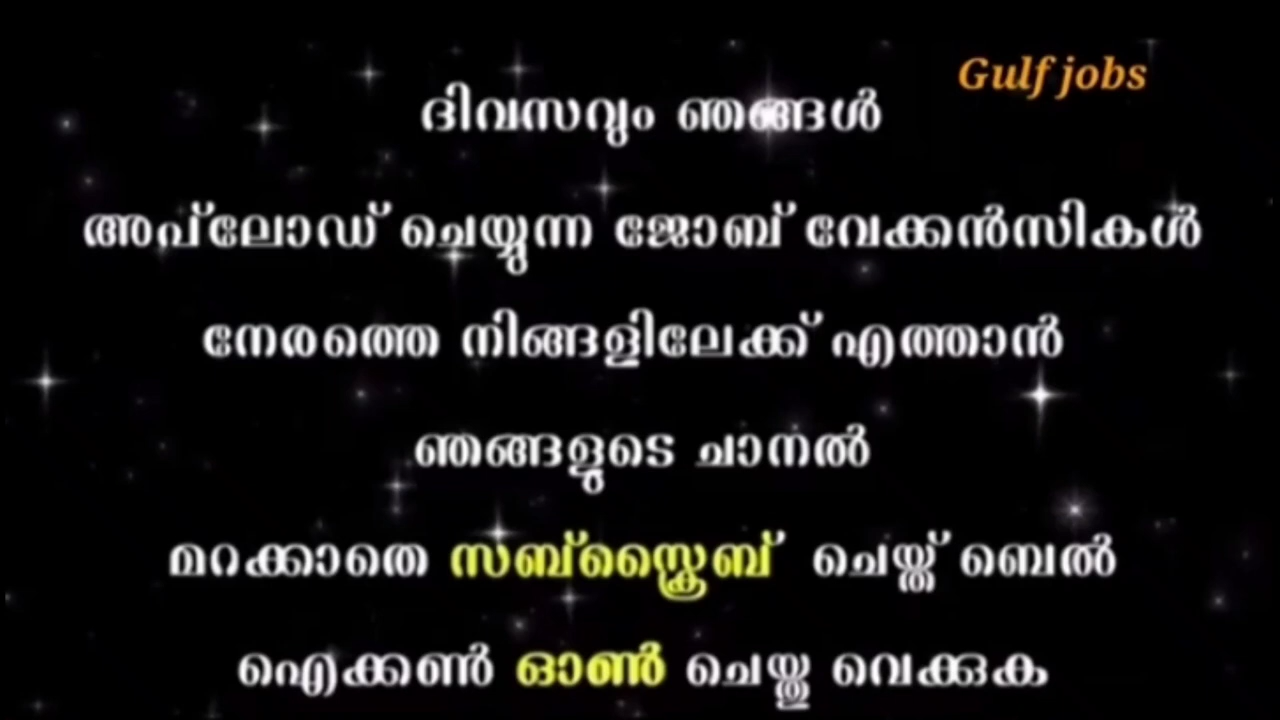 Gulf jobs
ദിവസവും ഞങ്ങൾ
അപ്‌ലോഡ് ചെയ്യുന്ന ജോബ് വേക്കൻസികൾ
നേരത്തെ നിങ്ങളിലേക്ക് എത്താൻ
ഞങ്ങളുടെ ചാനൽ
മറക്കാതെ സബ്സ്ക്രൈബ് ചെയ്ത് ബെൽ
ഐക്കൺ ഓൺ ചെയ്തു വെക്കുക